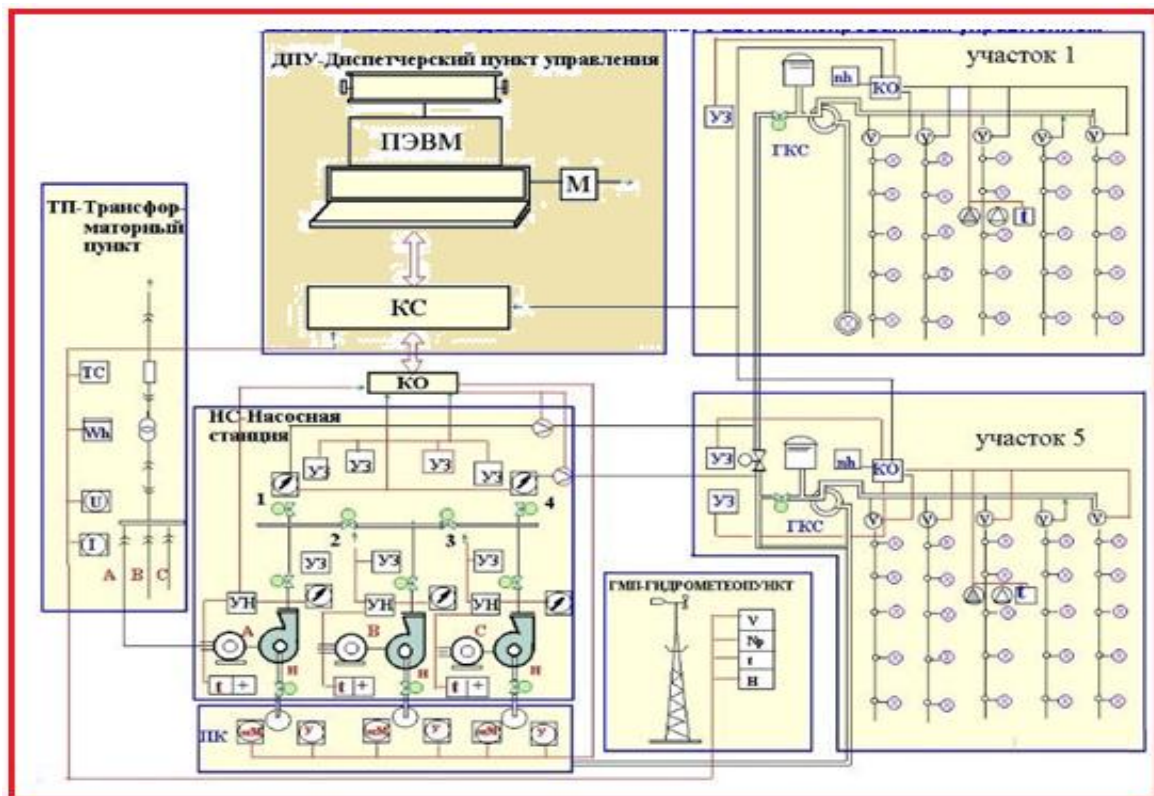 ДПУ-Диспетчерский пункт управления
ПЭВМ
М
КС
КО
участок 1
nh
КО
УЗ
ГКС
V
V
V
V
V
t
ТП-Трансфор-
маторный
пункт
ТС
Wh
U
I
А В С
НС-Насосная
станция
УЗ
УЗ
УЗ
УЗ
1
4
2
3
УЗ
УЗ
УЗ
УН
УН
УН
А
В
С
Н
Н
Н
t +
t +
t +
ПК
У
У
У
участок 5
УЗ
УЗ
nh
КО
ГКС
V
V
V
V
V
t
ГМП-ГИДРОМЕТЕОПУНКТ
V
Np
t
H